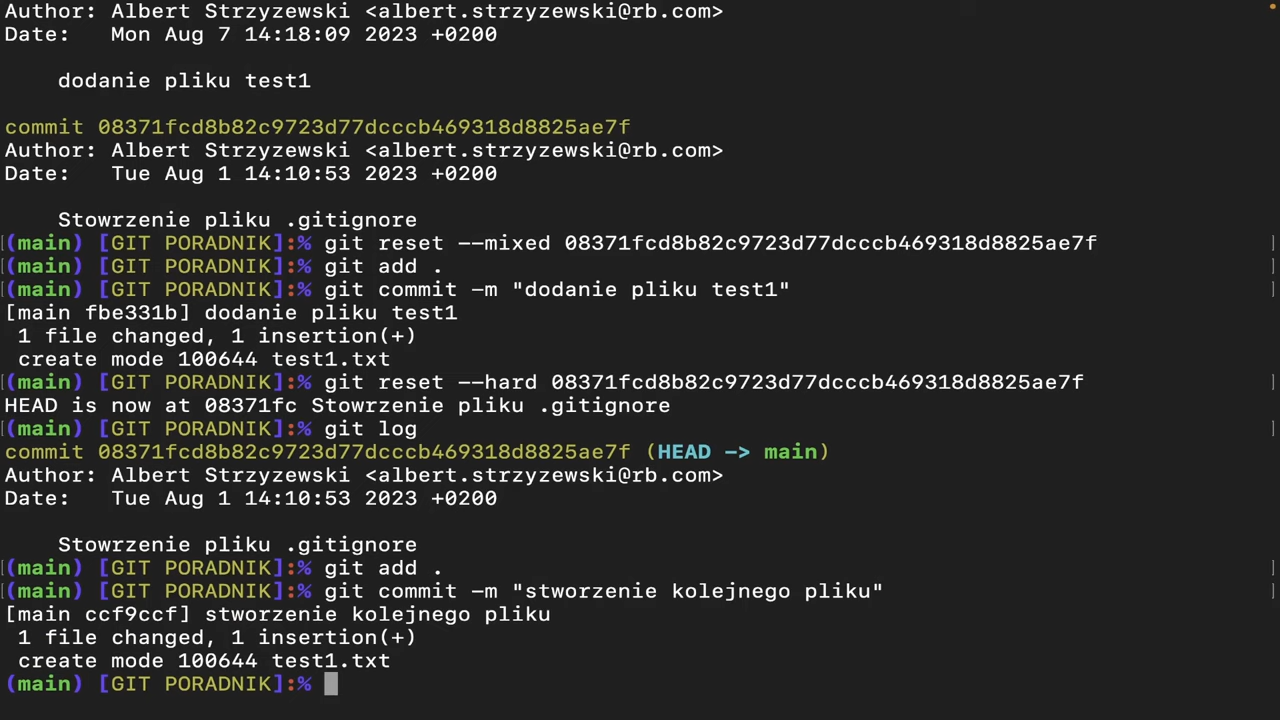 Author: Albert Strzyzewski <albert.strzyzewski@rb.com>
Date:   Mon Aug 7 14:18:09 2023 +0200
    dodanie pliku test1
commit 08371fcd8b82c9723d77dcccb469318d8825ae7f
Author: Albert Strzyzewski <albert.strzyzewski@rb.com>
Date:   Tue Aug 1 14:10:53 2023 +0200
    Stowrzenie pliku .gitignore
(main) [GIT PORADNIK]:% git reset --mixed 08371fcd8b82c9723d77dcccb469318d8825ae7f
(main) [GIT PORADNIK]:% git add .
(main) [GIT PORADNIK]:% git commit -m "dodanie pliku test1"
[main fbe331b] dodanie pliku test1
 1 file changed, 1 insertion(+)
 create mode 100644 test1.txt
(main) [GIT PORADNIK]:% git reset --hard 08371fcd8b82c9723d77dcccb469318d8825ae7f
HEAD is now at 08371fc Stowrzenie pliku .gitignore
(main) [GIT PORADNIK]:% git log
commit 08371fcd8b82c9723d77dcccb469318d8825ae7f (HEAD -> main)
Author: Albert Strzyzewski <albert.strzyzewski@rb.com>
Date:   Tue Aug 1 14:10:53 2023 +0200
    Stowrzenie pliku .gitignore
(main) [GIT PORADNIK]:% git add .
(main) [GIT PORADNIK]:% git commit -m "stworzenie kolejnego pliku"
[main ccf9ccf] stworzenie kolejnego pliku
 1 file changed, 1 insertion(+)
 create mode 100644 test1.txt
(main) [GIT PORADNIK]:%